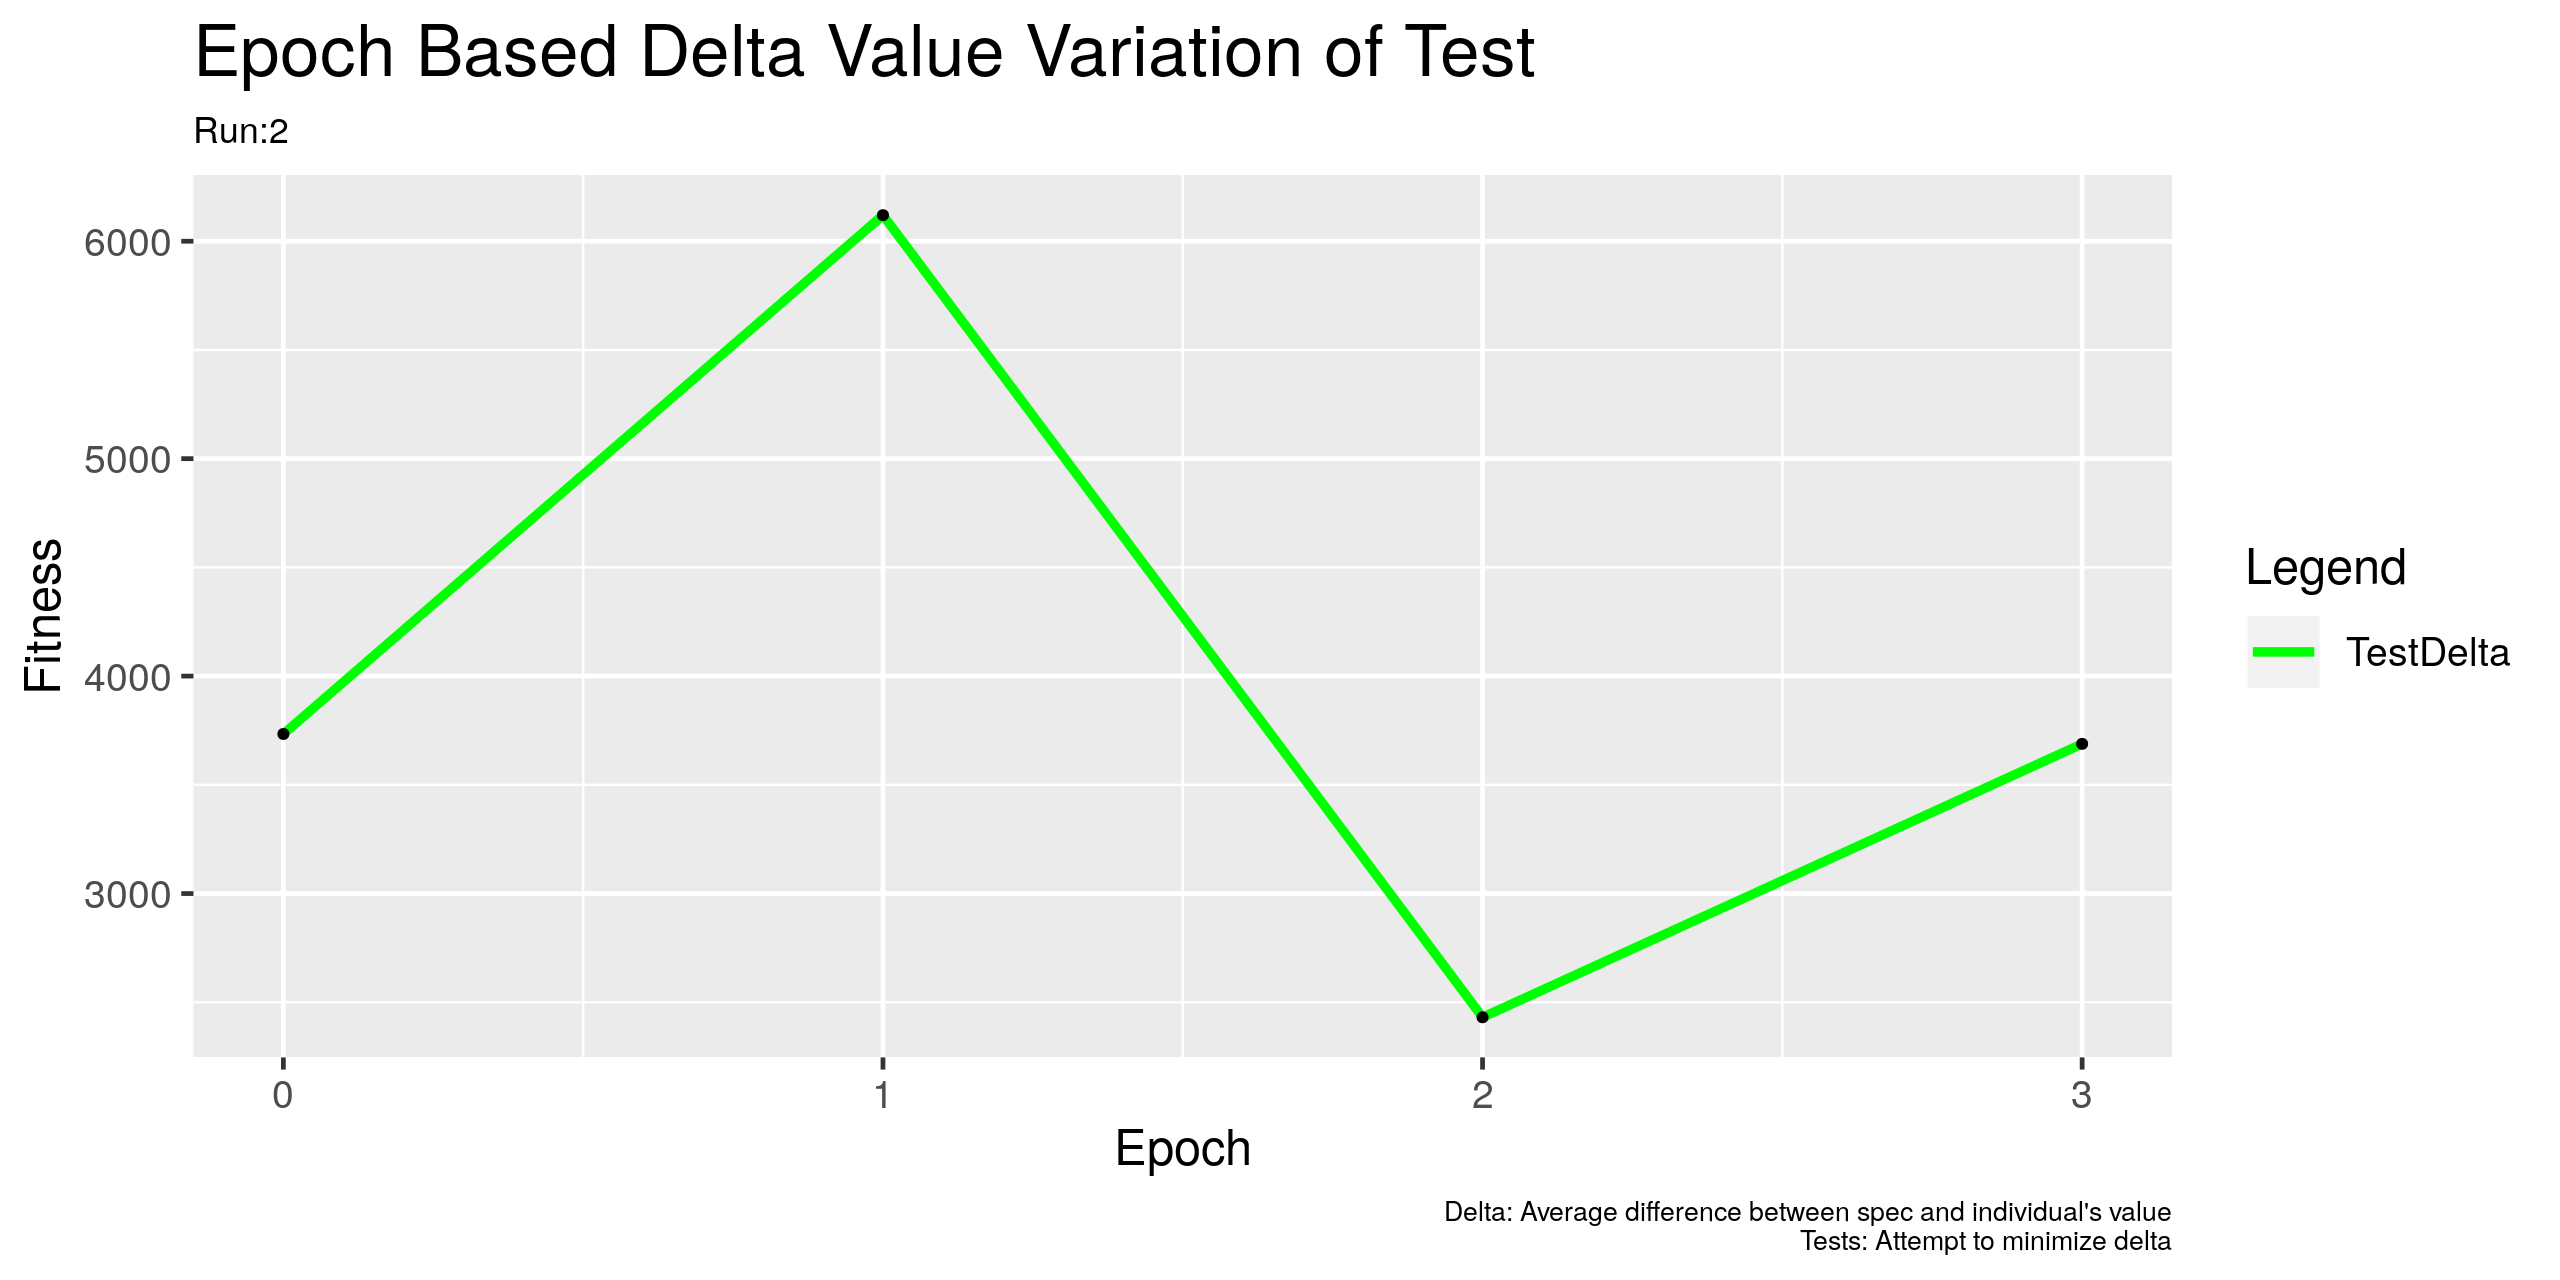 Epoch Based Delta Value Variation of Test
Run:2
Fitness
6000
5000
4000
3000
0 1 2 3
Epoch
Legend
TestDelta
Delta: Average difference between spec and individual's value
Tests: Attempt to minimize delta